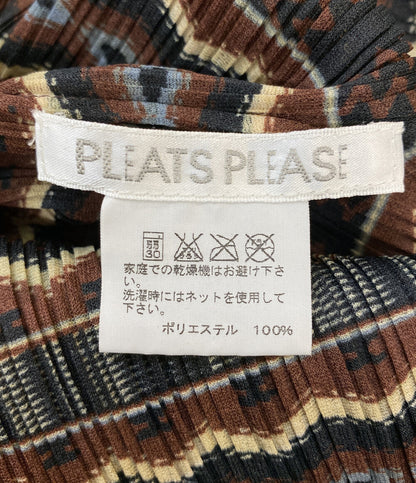 PLEATS PLEASE
家庭での乾燥機はお避け下さ
い。
洗濯時にはネットを使用して
下さい。
ポリエステル 100%